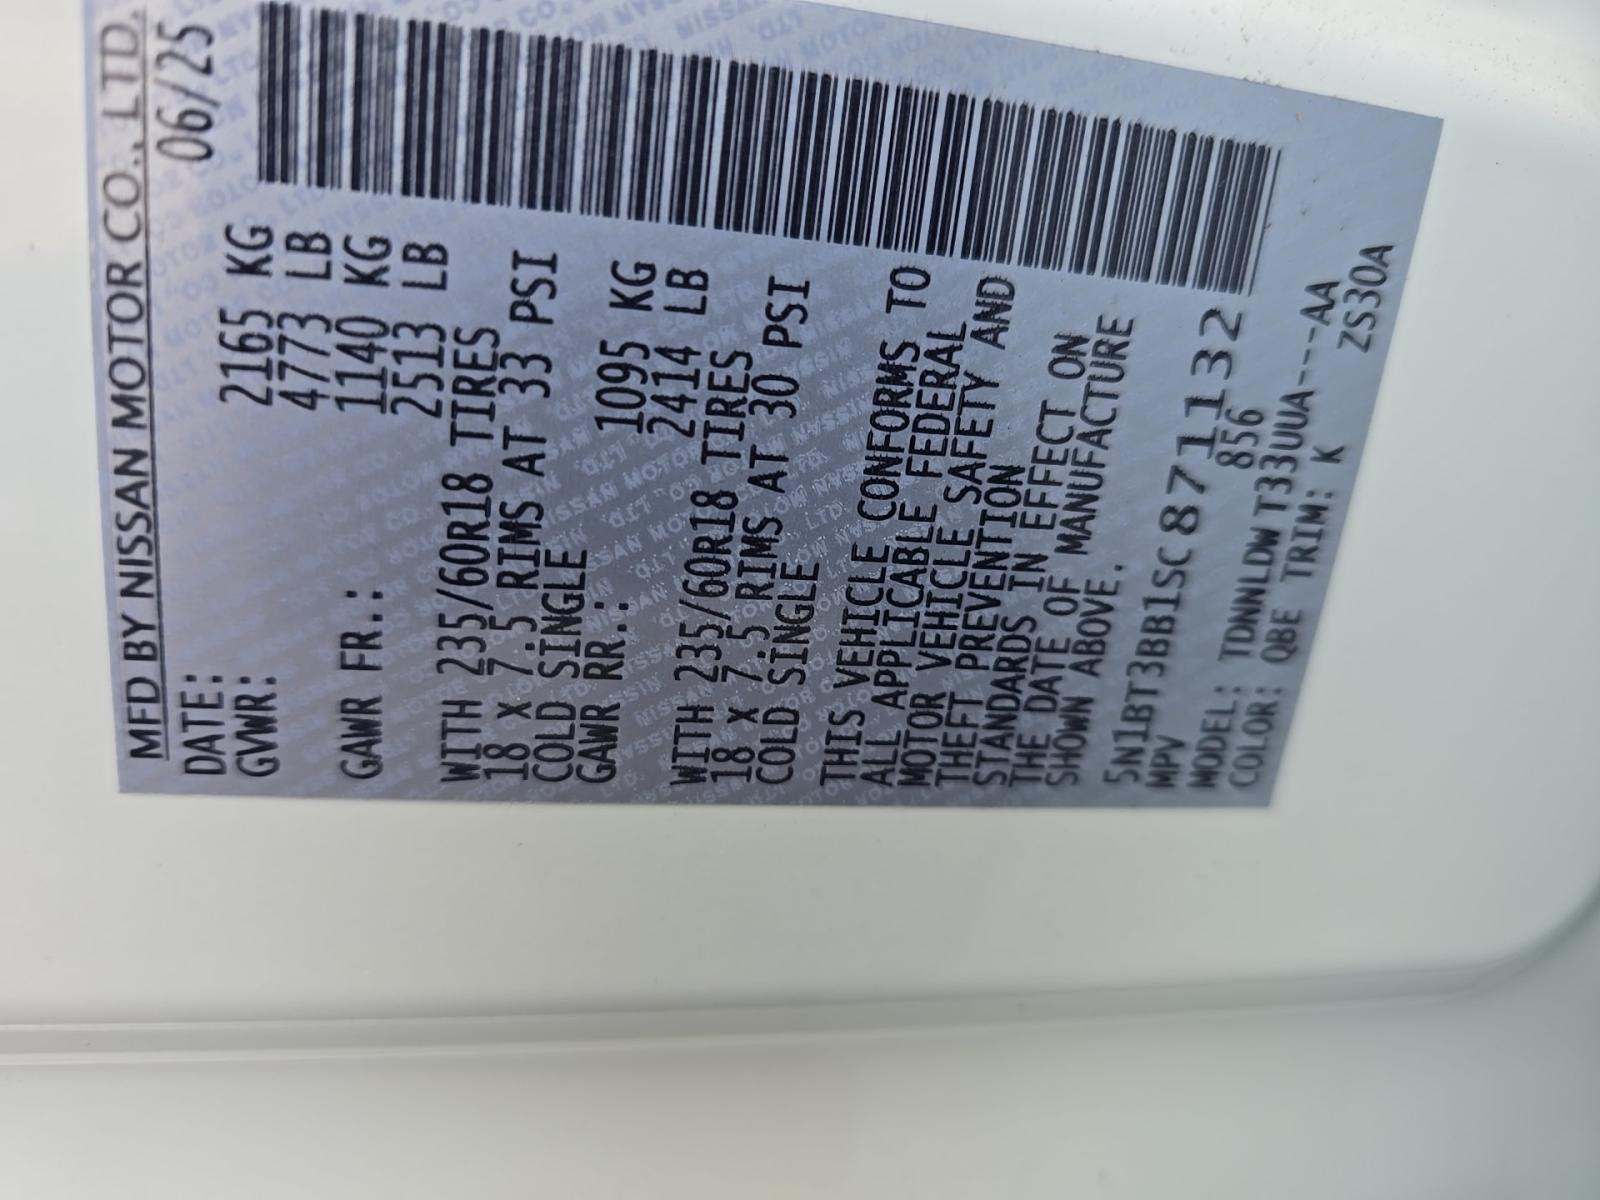 MFD BY NISSAN MOTOR CO., LTD.
DATE: 06/25
GVWR: 2165 KG
4773 LB
GAWR FR.: 1140 KG
2513 LB
WITH 235/60R18 TIRES
18 X 7.5 RIMS AT 33 PSI
COLD SINGLE
GAWR RR.: 1095 KG
2414 LB
WITH 235/60R18 TIRES
18 X 7.5 RIMS AT 30 PSI
COLD SINGLE
THIS VEHICLE CONFORMS TO
ALL APPLICABLE FEDERAL
MOTOR VEHICLE SAFETY AND
THEFT PREVENTION
STANDARDS IN EFFECT ON
THE DATE OF MANUFACTURE
SHOWN ABOVE.
5N1BT3BB1SC871132
MPV 856
MODEL: TDNNLDWT33UUA---AA
COLOR: QBE TRIM: K ZS30A